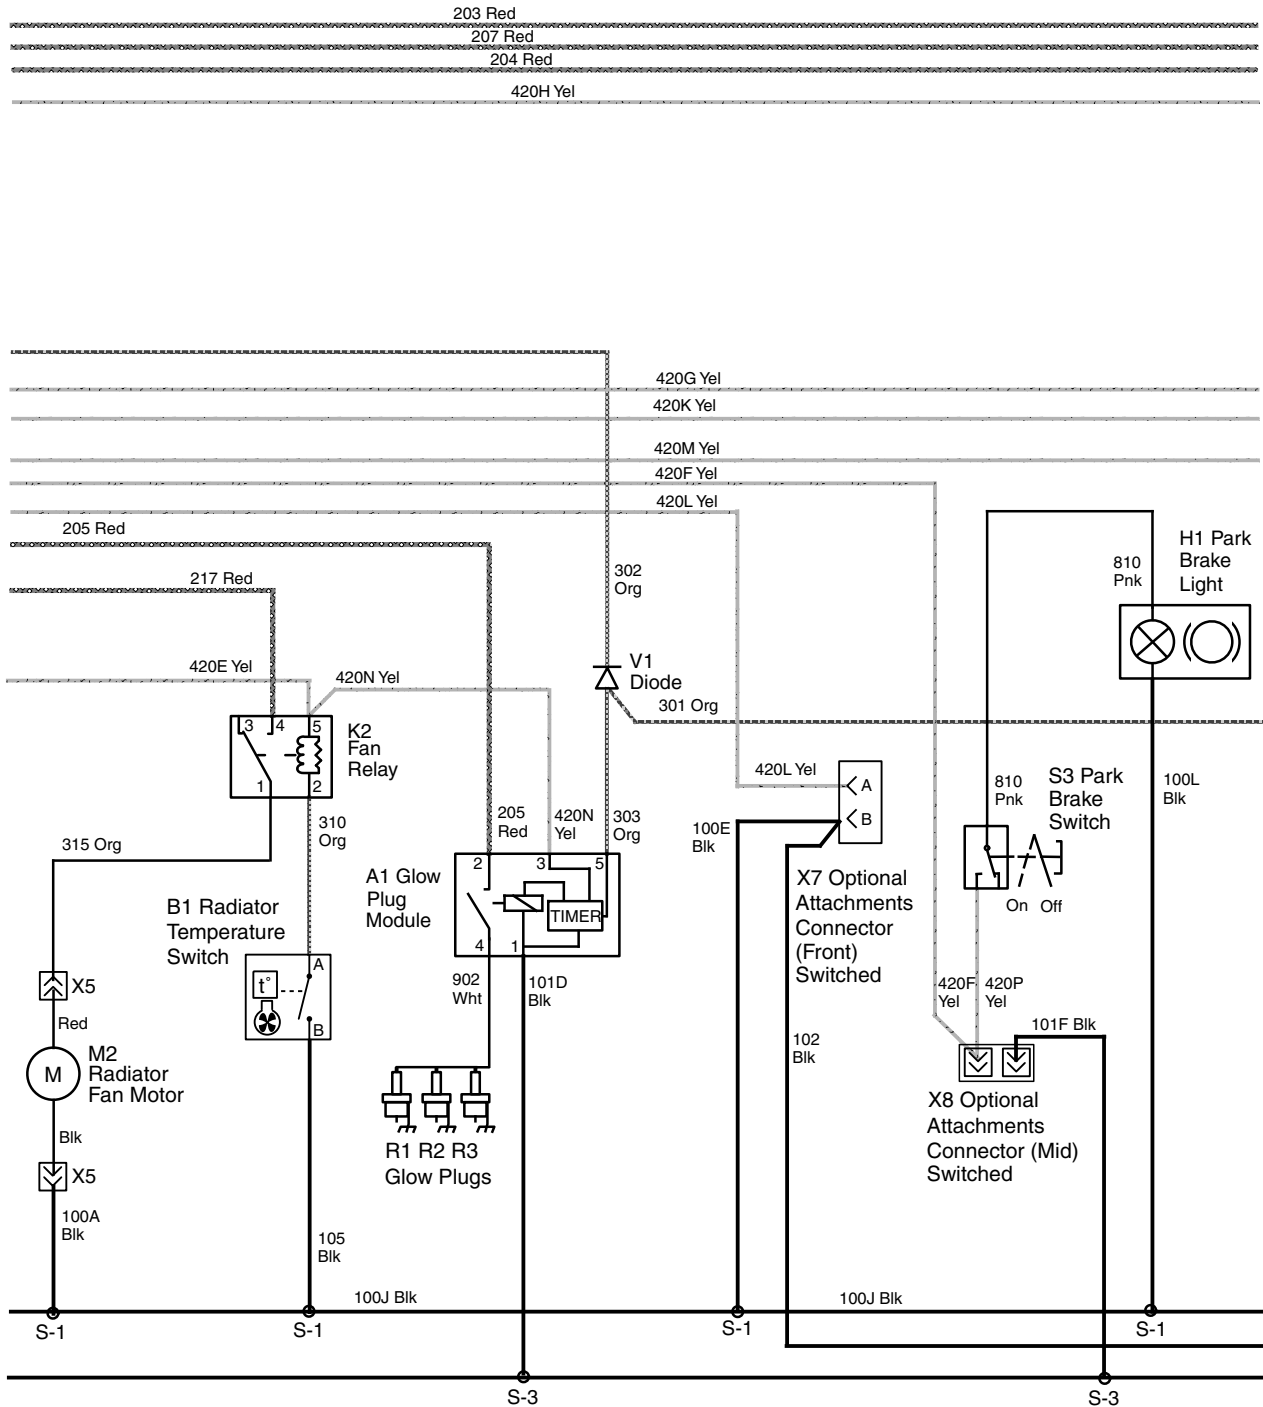 203 Red
207 Red
204 Red
420H Yel
420G Yel
420K Yel
420M Yel
420F Yel
420L Yel
205 Red
217 Red
302
Org
810
Pnk
H1 Park
Brake
Light
420E Yel
420N Yel
V1
Diode
301 Org
3
4
5
1
2
K2
Fan
Relay
420L Yel
A
B
810
Pnk
S3 Park
Brake
Switch
100L
Blk
315 Org
310
Org
205
Red
420N
Yel
303
Org
100E
Blk
2
3
5
TIMER
4
1
A1 Glow
Plug
Module
X7 Optional
Attachments
Connector
(Front)
Switched
On
Off
B1 Radiator
Temperature
Switch
A
t°
B
X5
Red
M
M2
Radiator
Fan Motor
Blk
X5
100A
Blk
902
Wht
101D
Blk
420F
Yel
420P
Yel
101F Blk
102
Blk
R1 R2 R3
Glow Plugs
X8 Optional
Attachments
Connector (Mid)
Switched
105
Blk
100J Blk
100J Blk
S-1
S-1
S-1
S-1
S-3
S-3